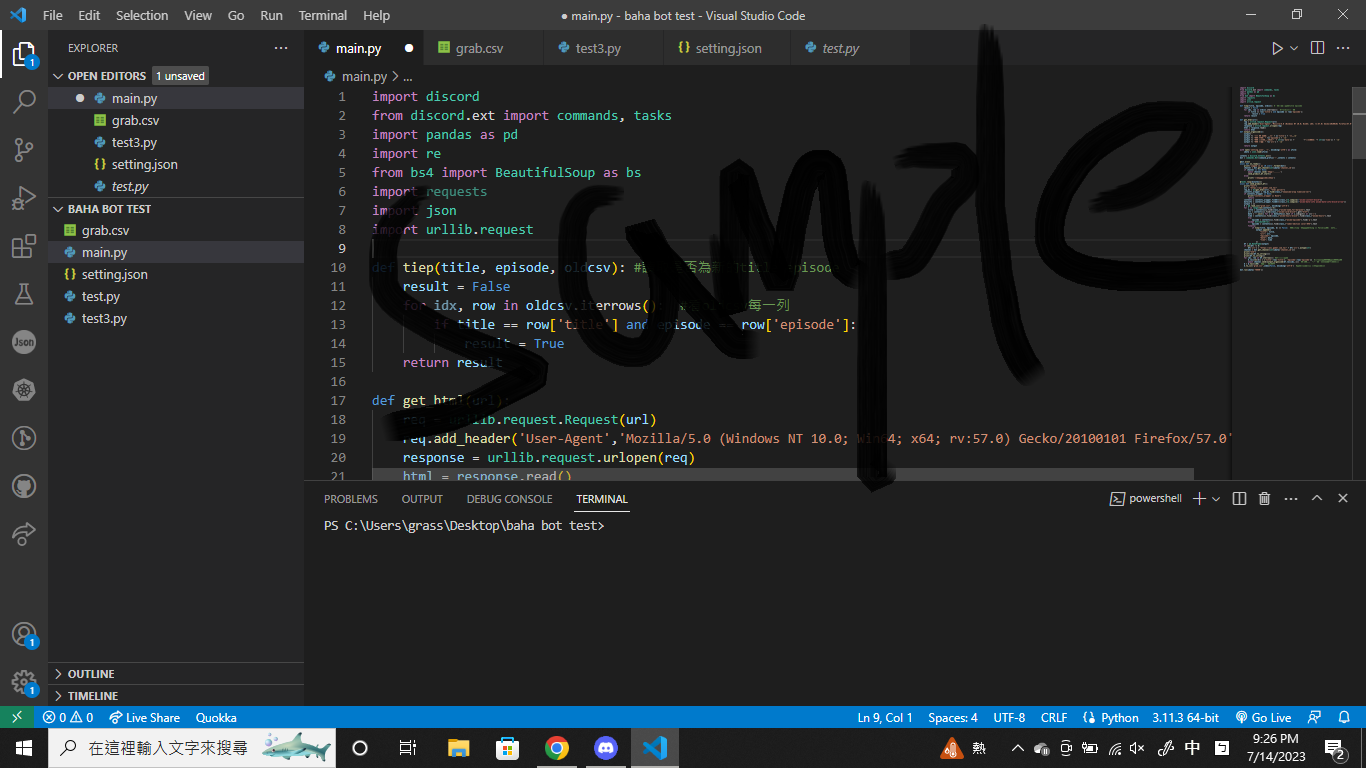 File Edit Selection View Go Run Terminal Help
● main.py - baha bot test - Visual Studio Code
EXPLORER
OPEN EDITORS 1 unsaved
main.py
grab.csv
test3.py
{} setting.json
test.py
BAHA BOT TEST
grab.csv
main.py
{} setting.json
test.py
test3.py
OUTLINE
TIMELINE
main.py grab.csv test3.py {} setting.json test.py
main.py > ...
1 import discord
2 from discord.ext import commands, tasks
3 import pandas as pd
4 import re
5 from bs4 import BeautifulSoup as bs
6 import requests
7 import json
8 import urllib.request
9
10 def tiep(title, episode, oldcsv): # 否為 episode
11 result = False
12 for idx, row in oldcsv.iterrows(): 每一列
13 if title == row['title'] and episode == row['episode']:
14 result = True
15 return result
16
17 def get_html(url):
18 req = urllib.request.Request(url)
19 req.add_header('User-Agent','Mozilla/5.0 (Windows NT 10.0; Win64; x64; rv:57.0) Gecko/20100101 Firefox/57.0'
20 response = urllib.request.urlopen(req)
21 html = response.read()
Sample
PROBLEMS OUTPUT DEBUG CONSOLE TERMINAL
powershell
PS C:\Users\grass\Desktop\baha bot test>
Json
0 0 Live Share Quokka
Ln 9, Col 1 Spaces: 4 UTF-8 CRLF {} Python 3.11.3 64-bit Go Live
在這裡輸入文字來搜尋
熱
中
9:26 PM
7/14/2023
2